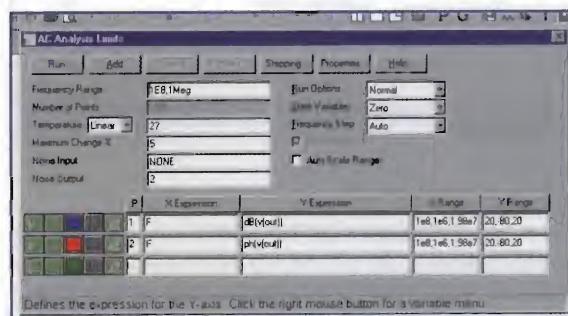 AC Analysis Limits
Run Add Stepping Properties Help
Frequency Range 1E8,1Meg Run Options Normal
Number of Points State Variables Zero
Temperature Linear 27 Frequency Step Auto
Maximum Change % 5
Noise Input NONE Auto Scale Ranges
Noise Output 2
P X Expression Y Expression X Range Y Range
1 F dB(v(out)) 1e8,1e6,1.98e7 20,-80,20
2 F ph(v(out)) 1e8,1e6,1.98e7 20,-80,20
Defines the expression for the Y-axis. Click the right mouse button for a variable menu